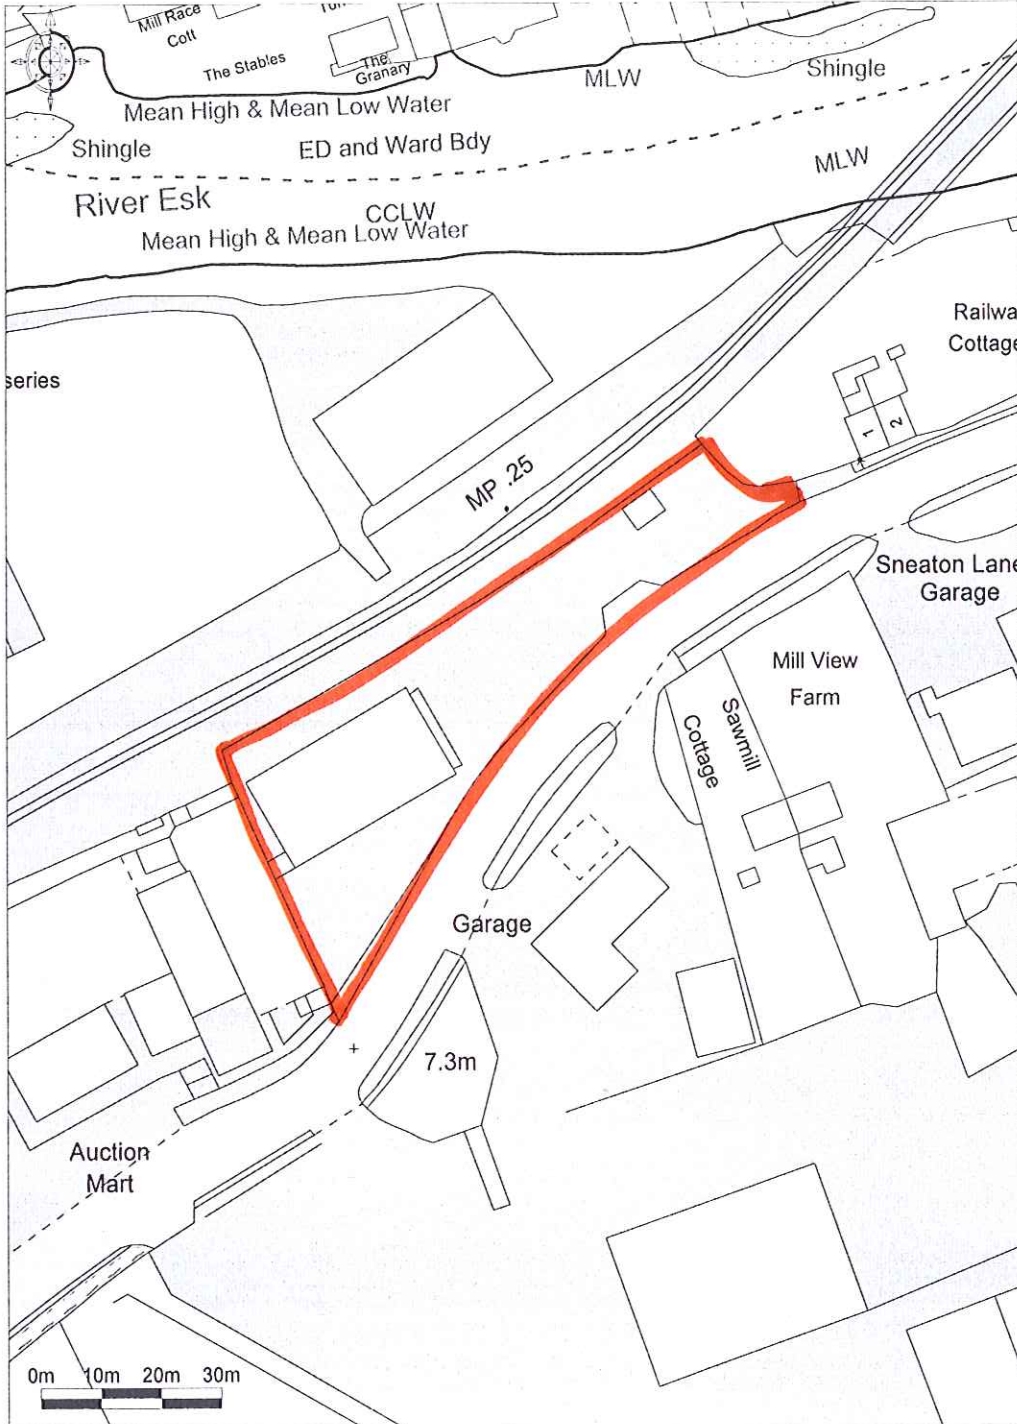 Mill Race
Cott
The Stables
The
Granary
MLW
Shingle
Mean High & Mean Low Water
Shingle
ED and Ward Bdy
MLW
River Esk
CCLW
Mean High & Mean Low Water
Railwa
Cottage
series
1
2
MP .25
Sneaton Lane
Garage
Mill View
Farm
Sawmill
Cottage
Garage
7.3m
Auction
Mart
0m 10m 20m 30m